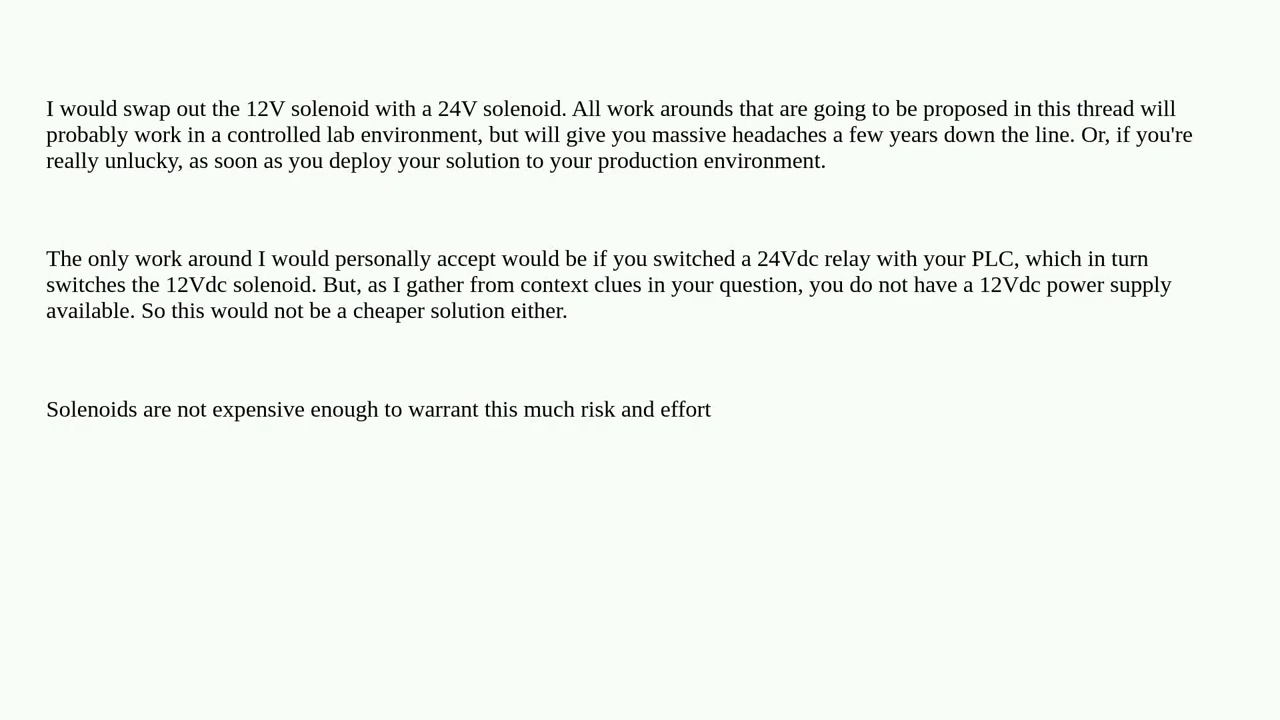 I would swap out the 12V solenoid with a 24V solenoid. All work arounds that are going to be proposed in this thread will
probably work in a controlled lab environment, but will give you massive headaches a few years down the line. Or, if you're
really unlucky, as soon as you deploy your solution to your production environment.
The only work around I would personally accept would be if you switched a 24Vdc relay with your PLC, which in turn
switches the 12Vdc solenoid. But, as I gather from context clues in your question, you do not have a 12Vdc power supply
available. So this would not be a cheaper solution either.
Solenoids are not expensive enough to warrant this much risk and effort